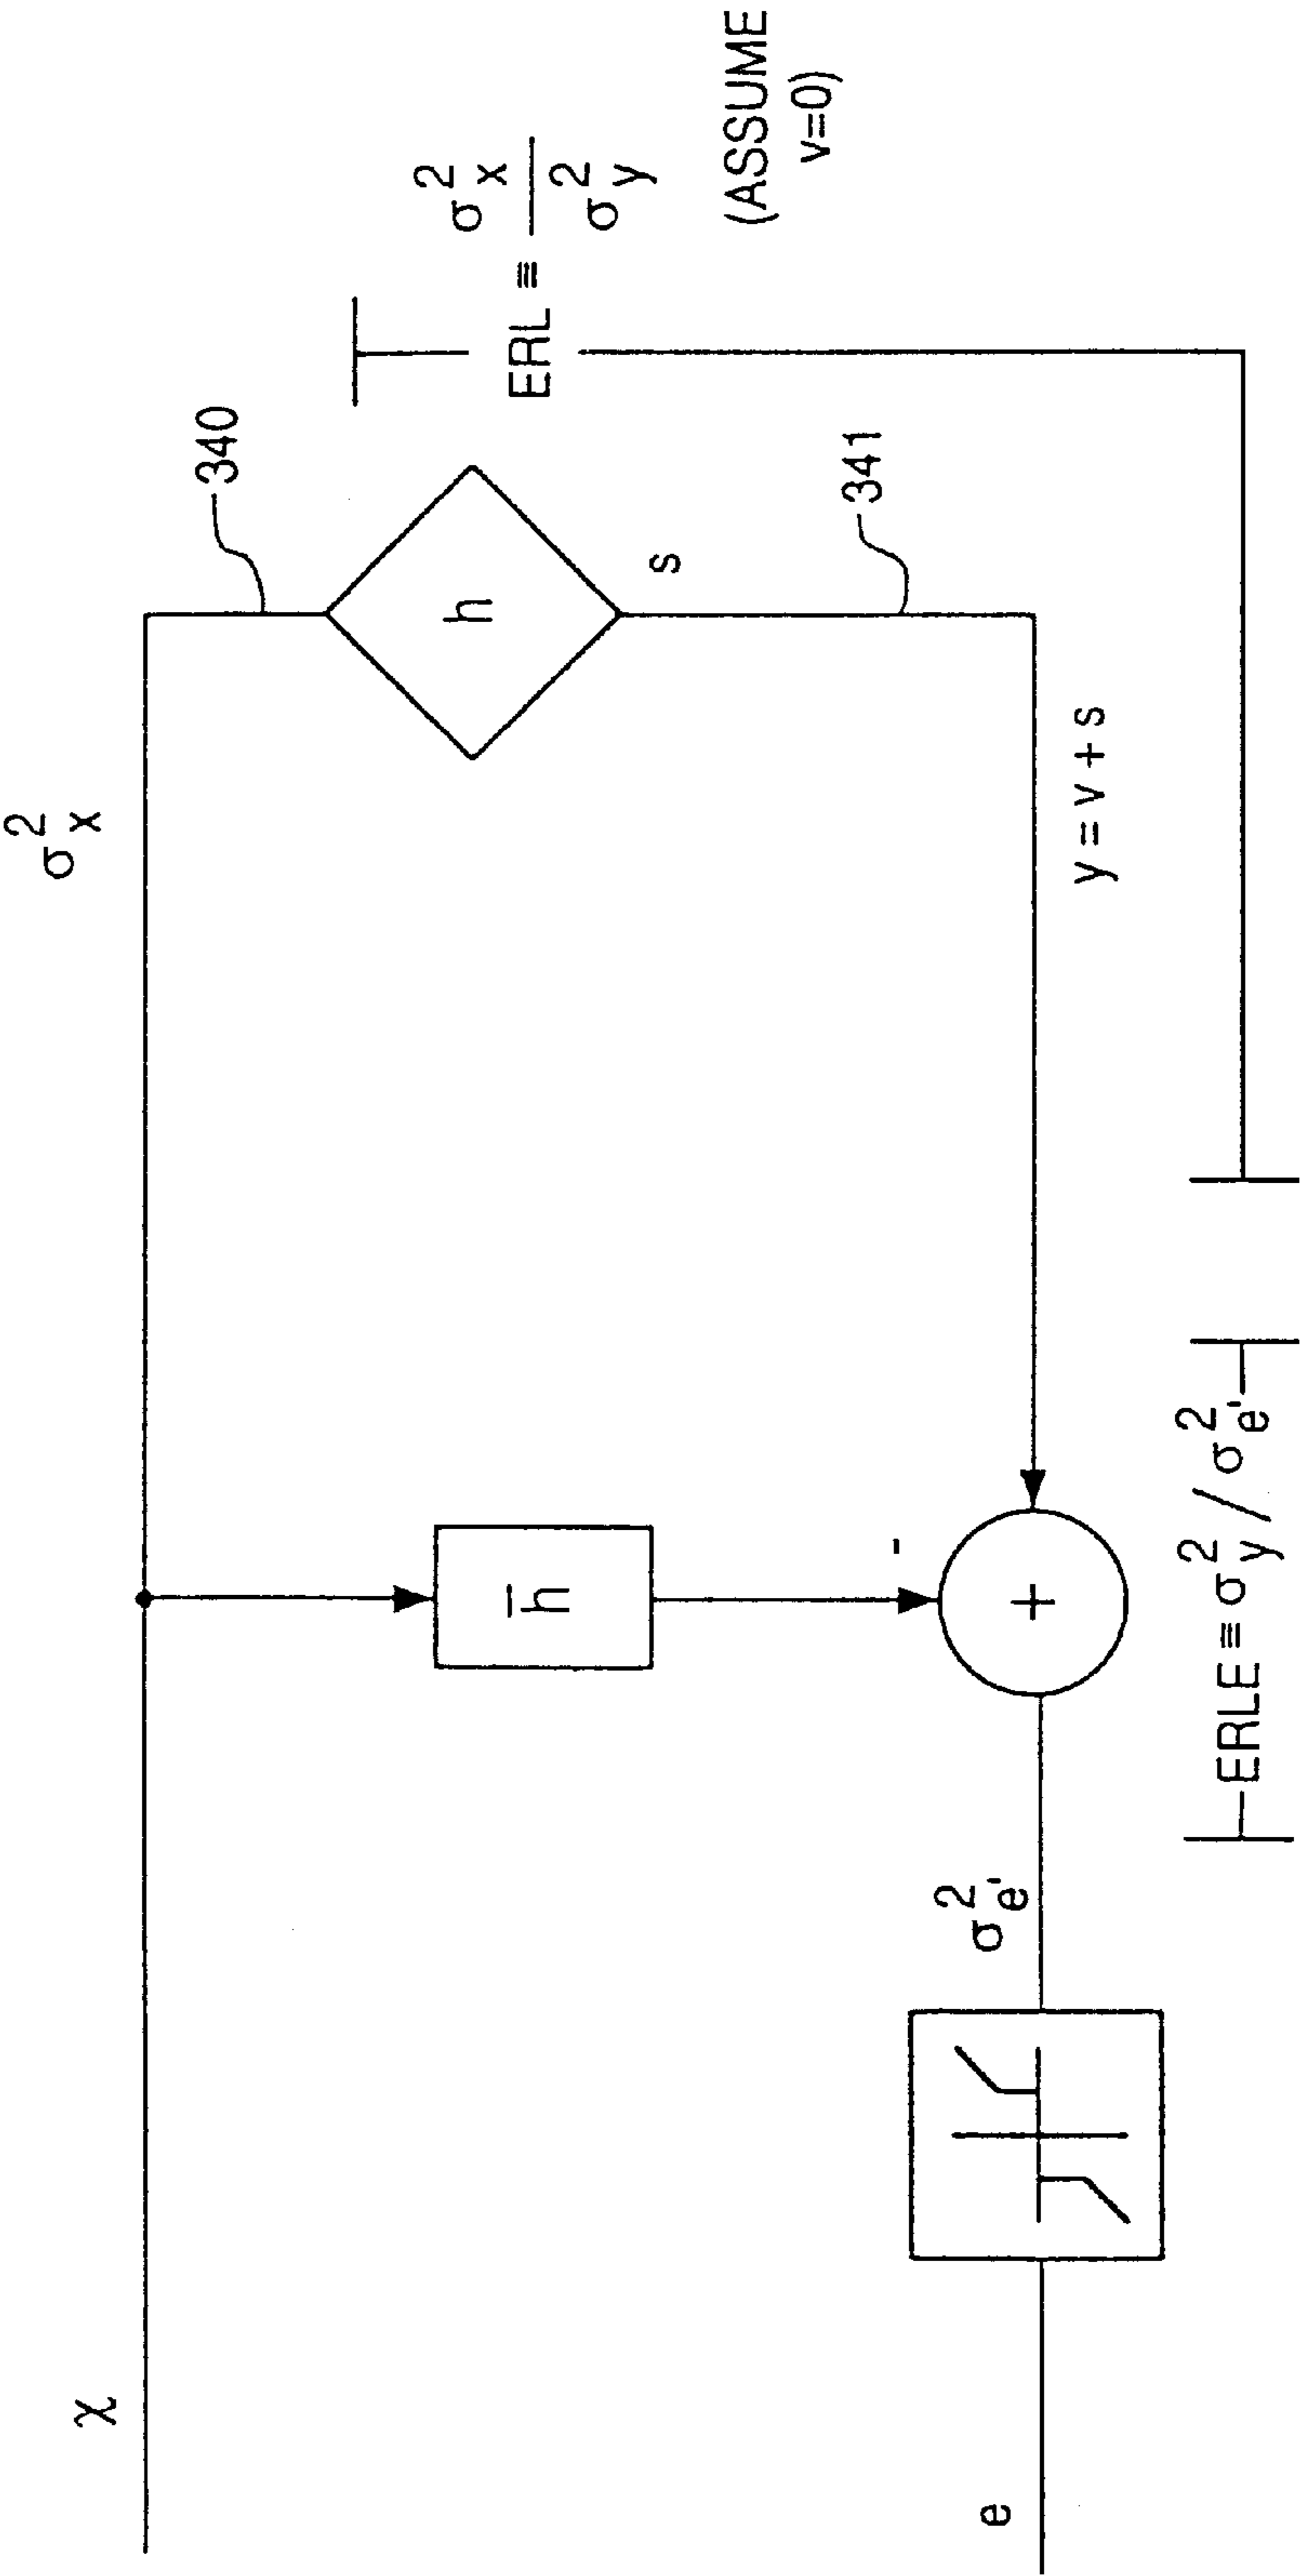 χ
σ²x
340
h
s
341
ERL ≡ σ²x / σ²y
(ASSUME
v=0)
h̄
-
+
y = v + s
σ²e'
e
ERLE ≡ σ²y / σ²e'